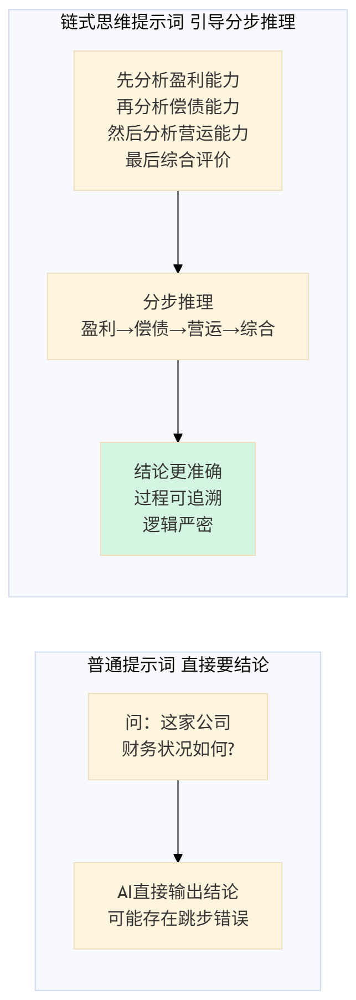 链式思维提示词 引导分步推理
先分析盈利能力
再分析偿债能力
然后分析营运能力
最后综合评价
分步推理
盈利→偿债→营运→综合
结论更准确
过程可追溯
逻辑严密
普通提示词 直接要结论
问：这家公司
财务状况如何?
AI直接输出结论
可能存在跳步错误